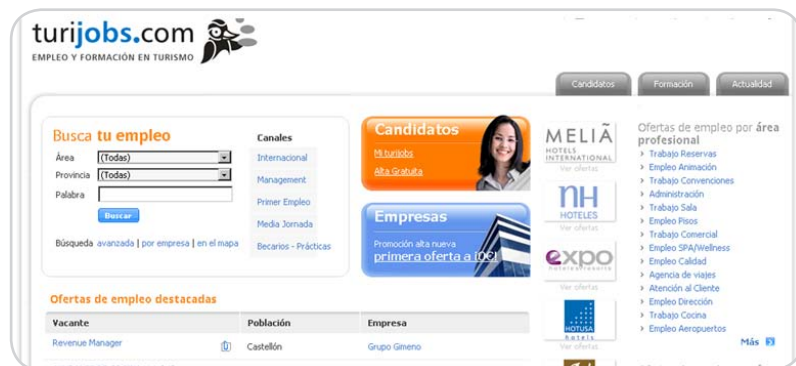 turijobs.com
EMPLEO Y FORMACIÓN EN TURISMO
Candidatos
Formación
Actualidad
Busca tu empleo
Área
(Todas)
Provincia
(Todas)
Palabra
Buscar
Búsqueda avanzada | por empresa | en el mapa
Canales
Internacional
Management
Primer Empleo
Media Jornada
Becarios - Prácticas
Candidatos
Mi turijobs
Alta Gratuita
Empresas
Promoción alta nueva
primera oferta a ¡0€!
MELIÃ
HOTELS
INTERNATIONAL
Ver ofertas
nH
HOTELES
Ver ofertas
expo
hoteles&resorts
Ver ofertas
HOTUSA
hotels
Ver ofertas
Ofertas de empleo por área
profesional
› Trabajo Reservas
› Empleo Animación
› Trabajo Convenciones
› Administración
› Trabajo Sala
› Empleo Pisos
› Trabajo Comercial
› Empleo SPA/Wellness
› Empleo Calidad
› Agencia de viajes
› Atención al Cliente
› Empleo Dirección
› Trabajo Cocina
› Empleo Aeropuertos
Más
Ofertas de empleo destacadas
Vacante Población Empresa
Revenue Manager Castellón Grupo Gimeno